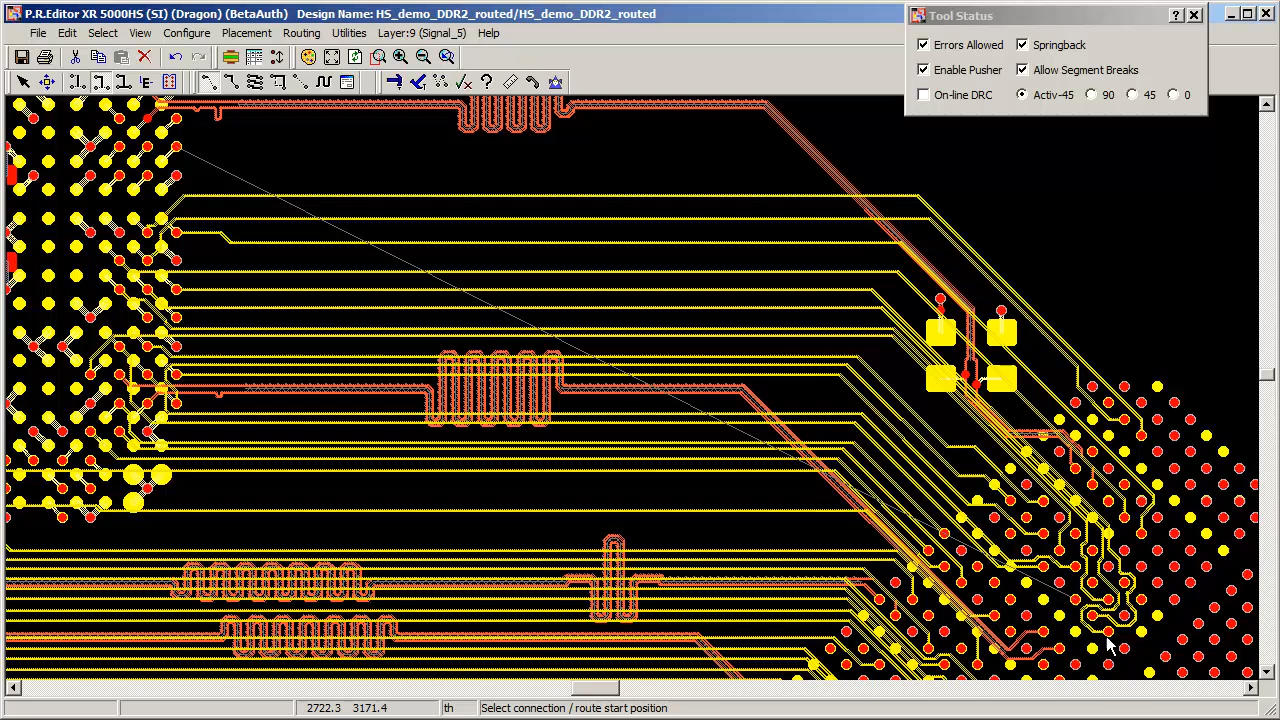 P.R.Editor XR 5000HS (SI) (Dragon) (BetaAuth) Design Name: HS_demo_DDR2_routed/HS_demo_DDR2_routed
File Edit Select View Configure Placement Routing Utilities Layer:9 (Signal_5) Help
Tool Status
Errors Allowed Springback
Enable Pusher Allow Segment Breaks
On-line DRC Activ-45 90 45 0
2722.3 3171.4 th Select connection / route start position